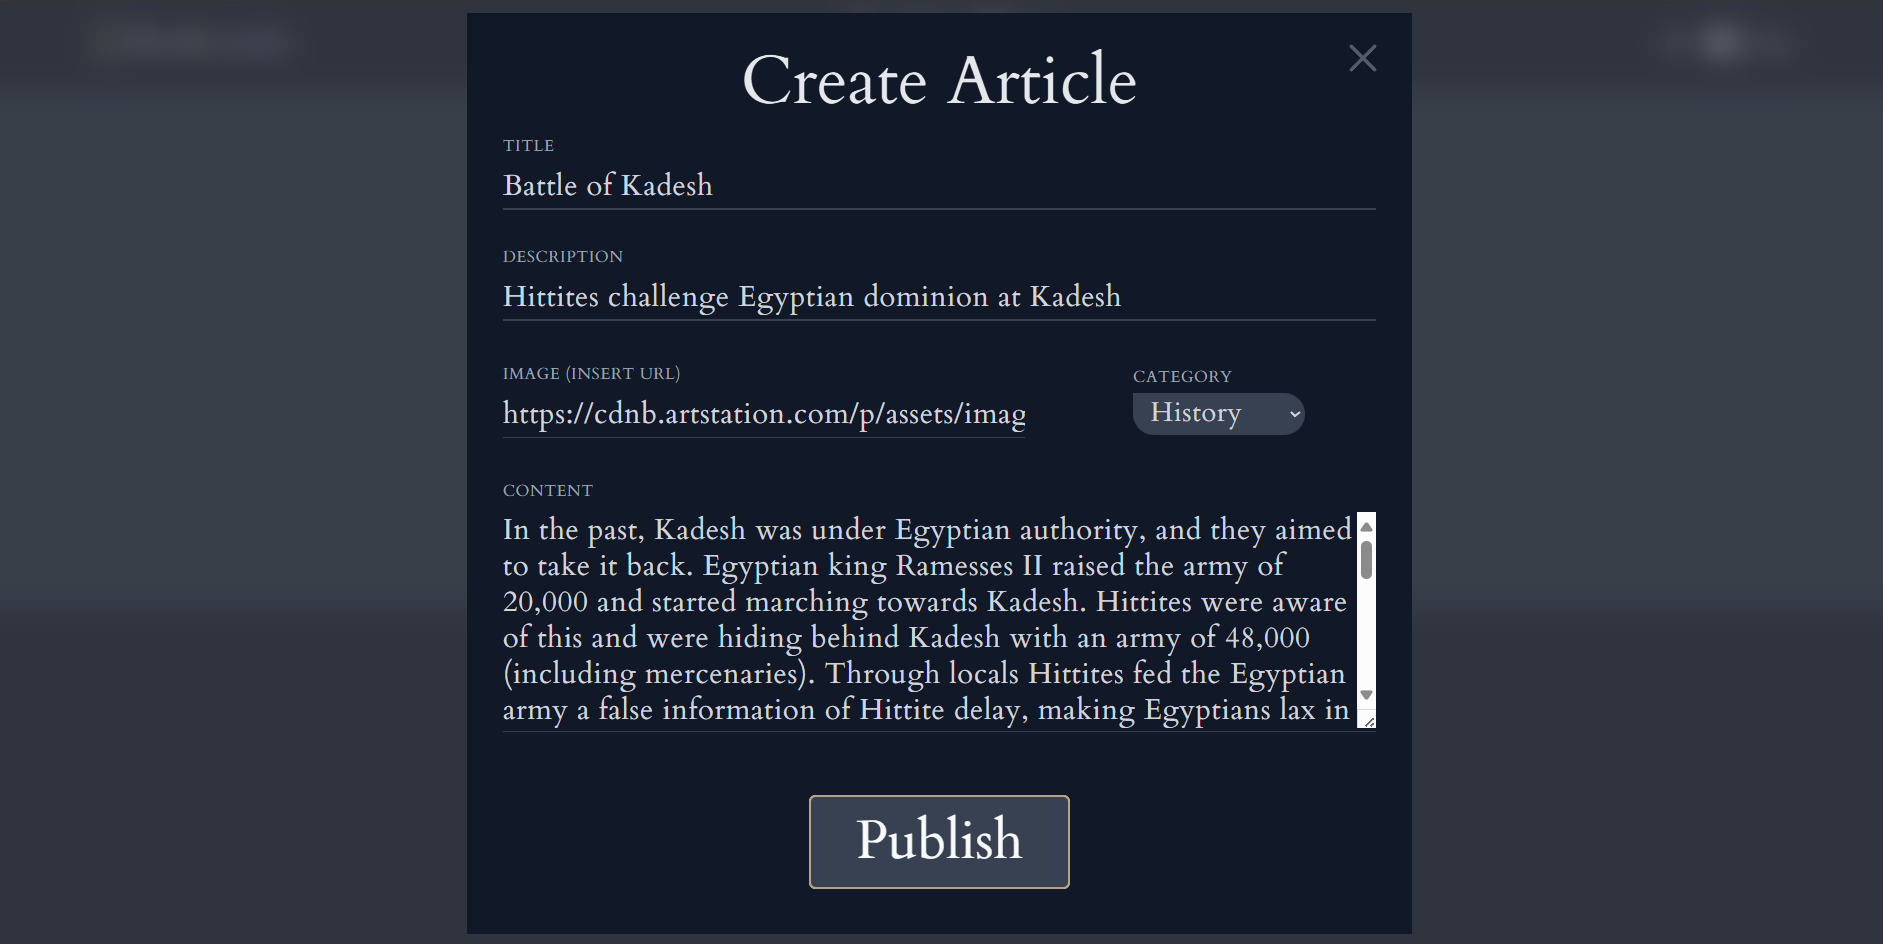 Create Article
TITLE
Battle of Kadesh
DESCRIPTION
Hittites challenge Egyptian dominion at Kadesh
IMAGE (INSERT URL)
https://cdnb.artstation.com/p/assets/imag
CATEGORY
History
CONTENT
In the past, Kadesh was under Egyptian authority, and they aimed
to take it back. Egyptian king Ramesses II raised the army of
20,000 and started marching towards Kadesh. Hittites were aware
of this and were hiding behind Kadesh with an army of 48,000
(including mercenaries). Through locals Hittites fed the Egyptian
army a false information of Hittite delay, making Egyptians lax in
Publish